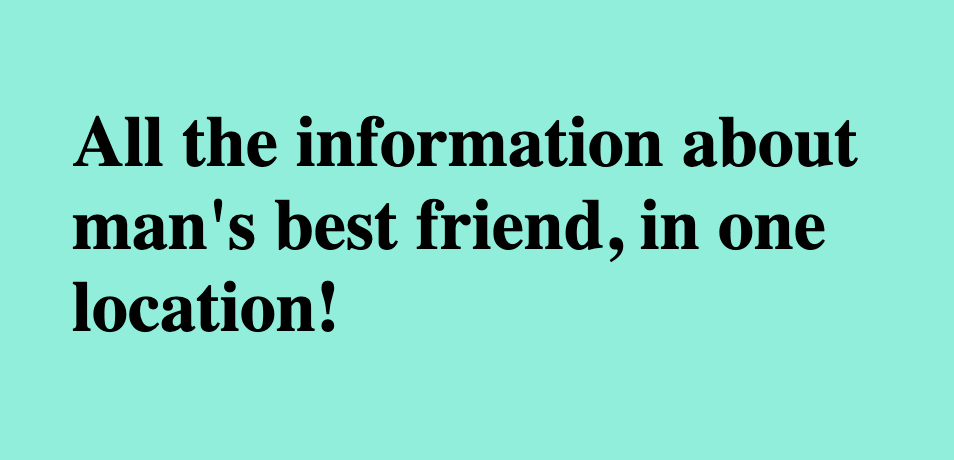 All the information about
man's best friend, in one
location!